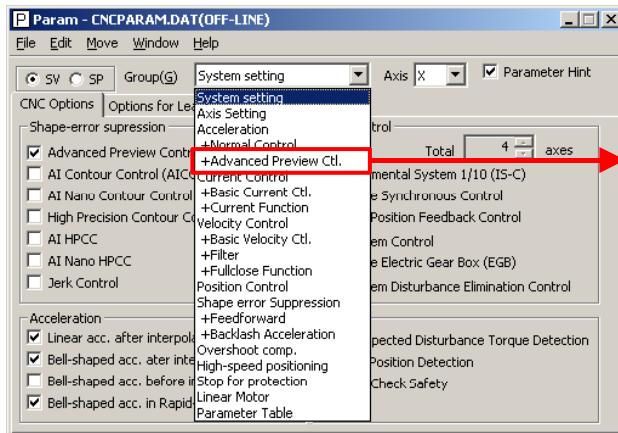 Param - CNCPARAM.DAT(OFF-LINE)
File Edit Move Window Help
SV SP Group(G) System setting Axis X Parameter Hint
CNC Options Options for Lea
System setting
Axis Setting
Acceleration
+Normal Control
+Advanced Preview Ctl.
Current Control
+Basic Current Ctl.
+Current Function
Velocity Control
+Basic Velocity Ctl.
+Filter
+Fullclose Function
Position Control
Shape error Suppression
+Feedforward
+Backlash Acceleration
Overshoot comp.
High-speed positioning
Stop for protection
Linear Motor
Parameter Table
Shape-error supression
Advanced Preview Contr
AI Contour Control (AICC
AI Nano Contour Control
High Precision Contour Co
AI HPCC
AI Nano HPCC
Jerk Control
trol
Total 4 axes
mental System 1/10 (IS-C)
e Synchronous Control
Position Feedback Control
em Control
e Electric Gear Box (EGB)
em Disturbance Elimination Control
Acceleration
Linear acc. after interpola
Bell-shaped acc. ater inte
Bell-shaped acc. before i
Bell-shaped acc. in Rapid-
pected Disturbance Torque Detection
Position Detection
Check Safety